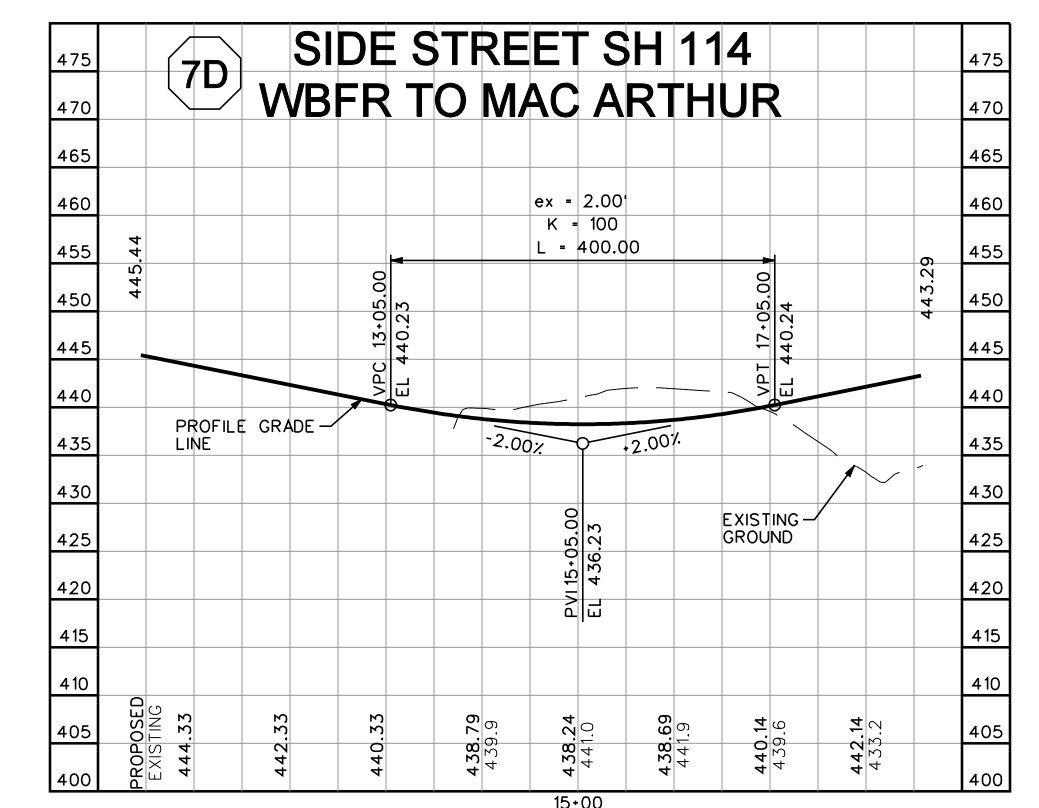 7D
SIDE STREET SH 114
WBFR TO MAC ARTHUR
475
470
465
460
455
450
445
440
435
430
425
420
415
410
405
400
475
470
465
460
455
450
445
440
435
430
425
420
415
410
405
400
ex = 2.00'
K = 100
L = 400.00
445.44
443.29
VPC 13+05.00
EL 440.23
VPT 17+05.00
EL 440.24
PROFILE GRADE
LINE
-2.00%
+2.00%
PVI 15+05.00
EL 436.23
EXISTING
GROUND
PROPOSED
EXISTING
444.33
442.33
440.33
438.79
439.9
438.24
441.0
438.69
441.9
440.14
439.6
442.14
433.2
15+00